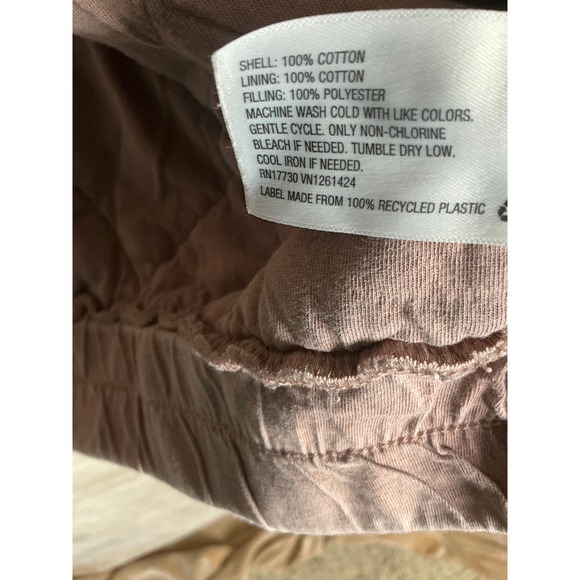 SHELL: 100% COTTON
LINING: 100% COTTON
FILLING: 100% POLYESTER
MACHINE WASH COLD WITH LIKE COLORS.
GENTLE CYCLE. ONLY NON-CHLORINE
BLEACH IF NEEDED. TUMBLE DRY LOW.
COOL IRON IF NEEDED.
RN17730 VN1261424
LABEL MADE FROM 100% RECYCLED PLASTIC